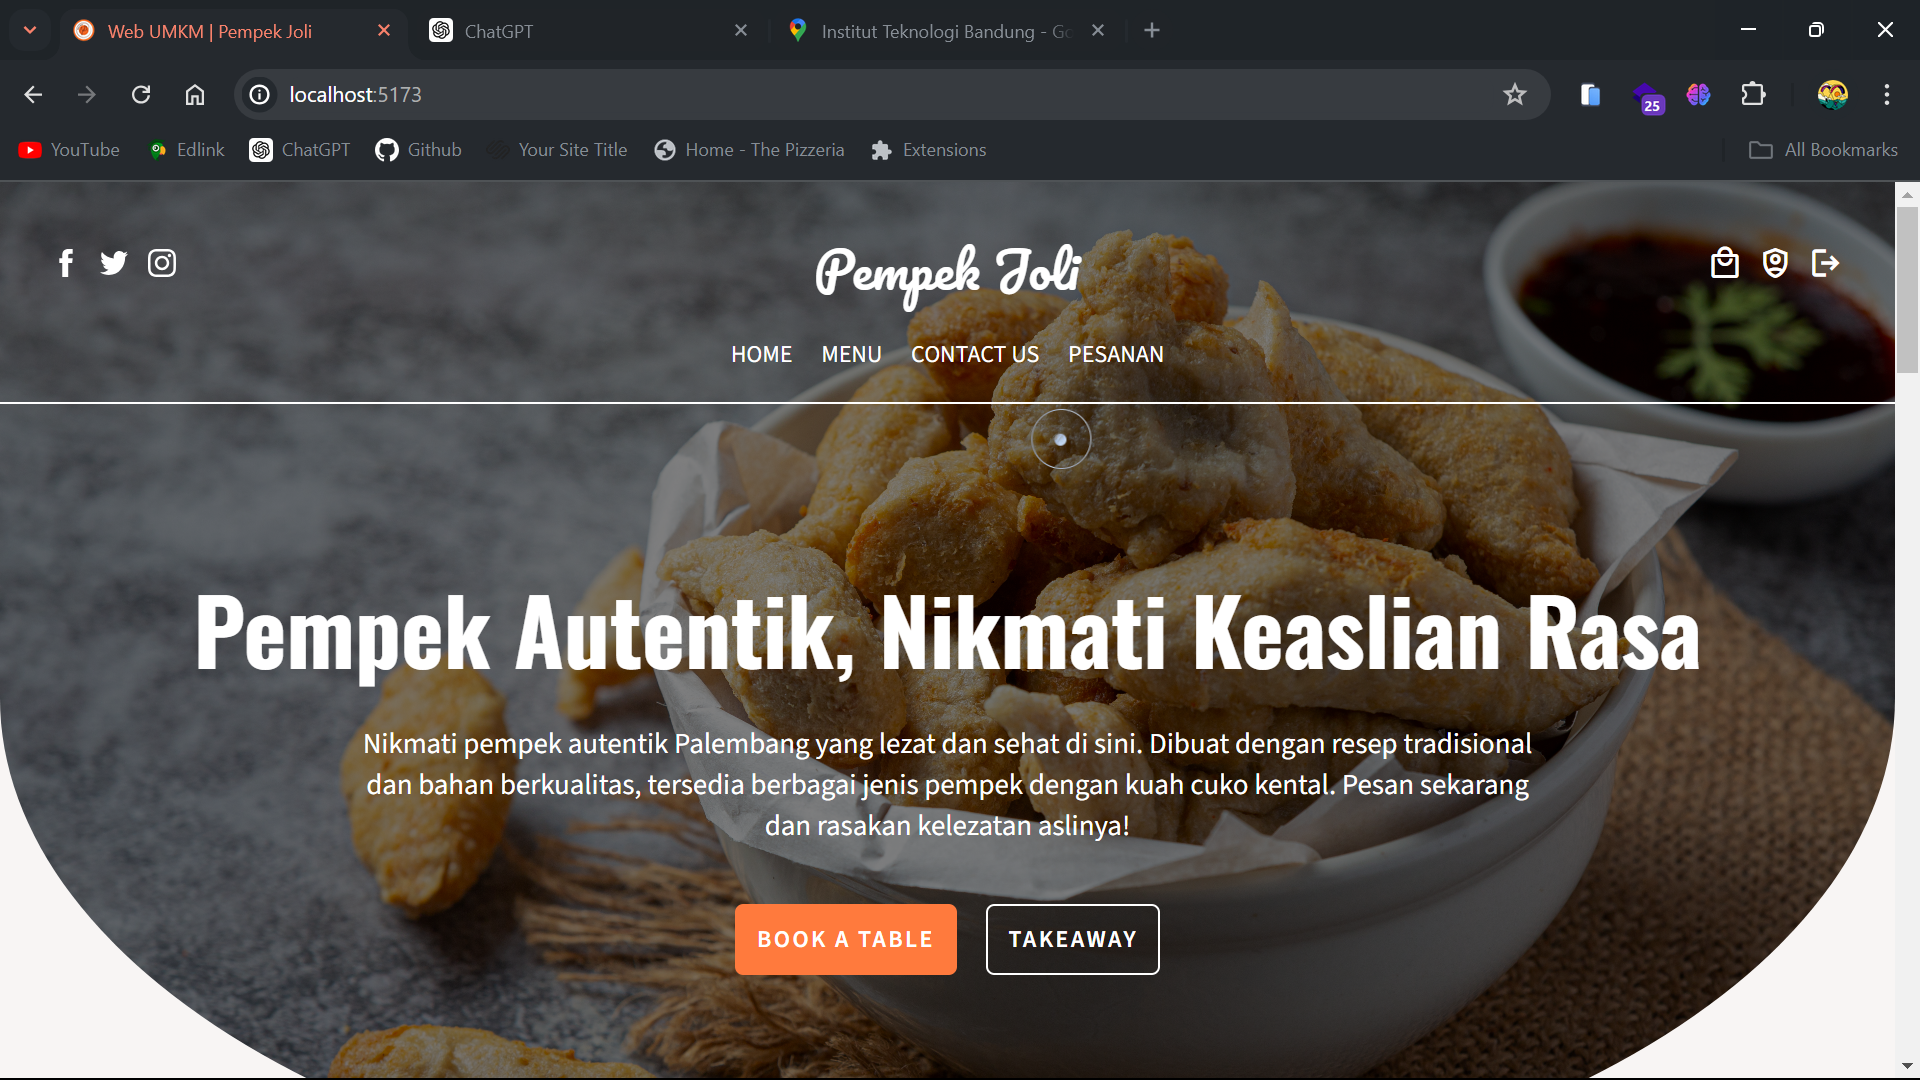 Web UMKM | Pempek Joli
ChatGPT
Institut Teknologi Bandung - Go
localhost:5173
25
YouTube
Edlink
ChatGPT
Github
Your Site Title
Home - The Pizzeria
Extensions
All Bookmarks
Pempek Joli
HOME MENU CONTACT US PESANAN
Pempek Autentik, Nikmati Keaslian Rasa
Nikmati pempek autentik Palembang yang lezat dan sehat di sini. Dibuat dengan resep tradisional
dan bahan berkualitas, tersedia berbagai jenis pempek dengan kuah cuko kental. Pesan sekarang
dan rasakan kelezatan aslinya!
BOOK A TABLE
TAKEAWAY